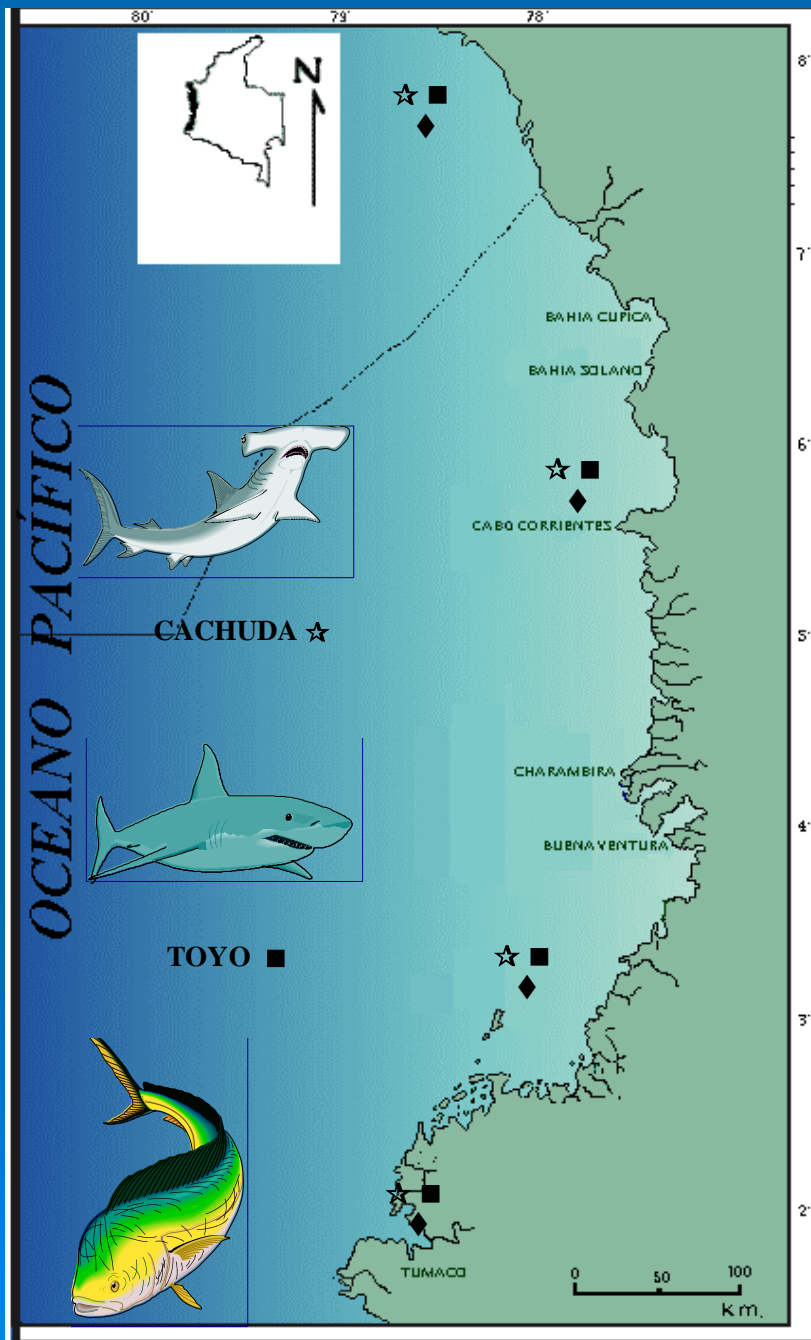 80' 79' 78'
8'
N
7'
BAHIA CUPICA
BAHIA SOLANO
6'
CABO CORRIENTES
OCEANO PACÍFICO
CACHUDA
5'
CHARAMBIRA
4'
BUENAVENTURA
TOYO
3'
2'
TUMACO
0 50 100
Km.